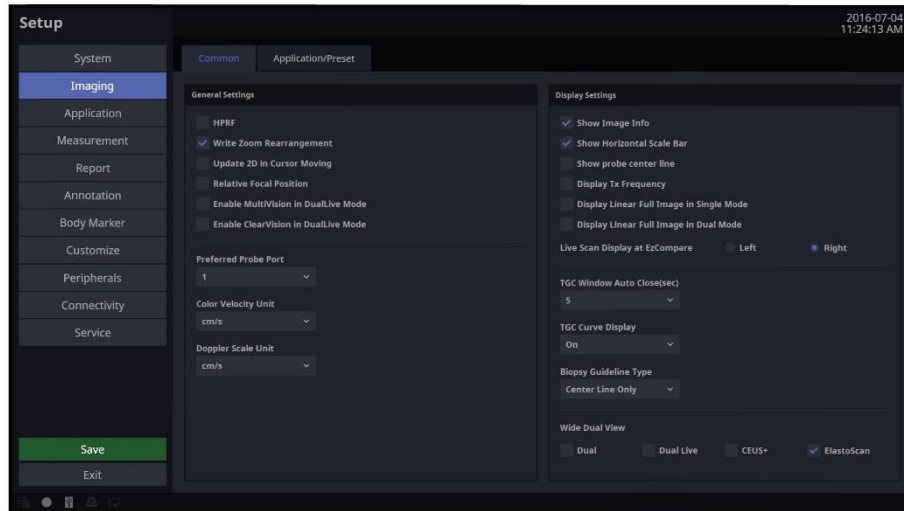 Setup
2016-07-04
11:24:13 AM
System
Imaging
Application
Measurement
Report
Annotation
Body Marker
Customize
Peripherals
Connectivity
Service
Save
Exit
Common Application/Preset
General Settings
HPRF
Write Zoom Rearrangement
Update 2D in Cursor Moving
Relative Focal Position
Enable MultiVision in DualLive Mode
Enable ClearVision in DualLive Mode
Preferred Probe Port
1
Color Velocity Unit
cm/s
Doppler Scale Unit
cm/s
Display Settings
Show Image Info
Show Horizontal Scale Bar
Show probe center line
Display Tx Frequency
Display Linear Full Image in Single Mode
Display Linear Full Image in Dual Mode
Live Scan Display at EzCompare Left Right
TGC Window Auto Close(sec)
5
TGC Curve Display
On
Biopsy Guideline Type
Center Line Only
Wide Dual View
Dual Dual Live CEUS+ ElastoScan